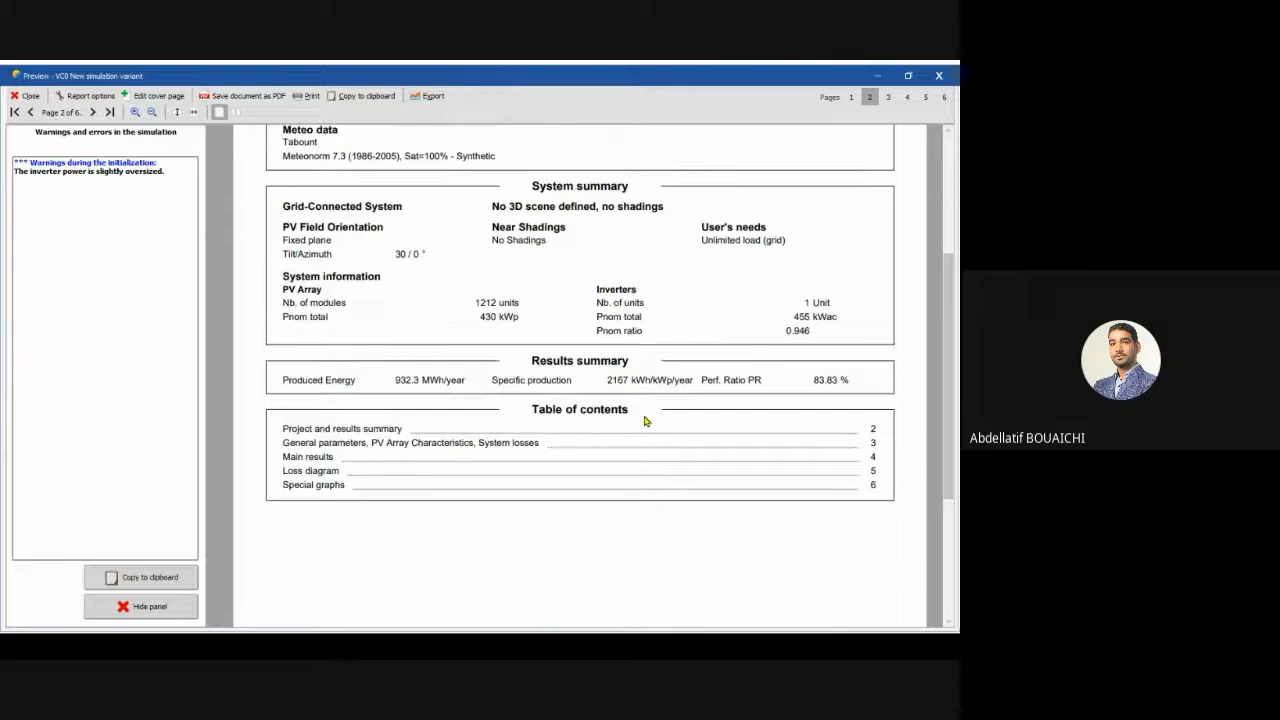 Preview - VC0 New simulation variant
Close Report options Edit cover page Save document as PDF Print Copy to clipboard Export Pages 1 2 3 4 5 6
Page 2 of 6.
Warnings and errors in the simulation
*** Warnings during the initialization:
The inverter power is slightly oversized.
Copy to clipboard
Hide panel
Meteo data
Tabount
Meteonorm 7.3 (1986-2005), Sat=100% - Synthetic
System summary
Grid-Connected System No 3D scene defined, no shadings
PV Field Orientation Near Shadings User's needs
Fixed plane No Shadings Unlimited load (grid)
Tilt/Azimuth 30 / 0 °
System information
PV Array Inverters
Nb. of modules 1212 units Nb. of units 1 Unit
Pnom total 430 kWp Pnom total 455 kWac
Pnom ratio 0.946
Results summary
Produced Energy 932.3 MWh/year Specific production 2167 kWh/kWp/year Perf. Ratio PR 83.83 %
Table of contents
Project and results summary 2
General parameters, PV Array Characteristics, System losses 3
Main results 4
Loss diagram 5
Special graphs 6
Abdellatif BOUAICHI